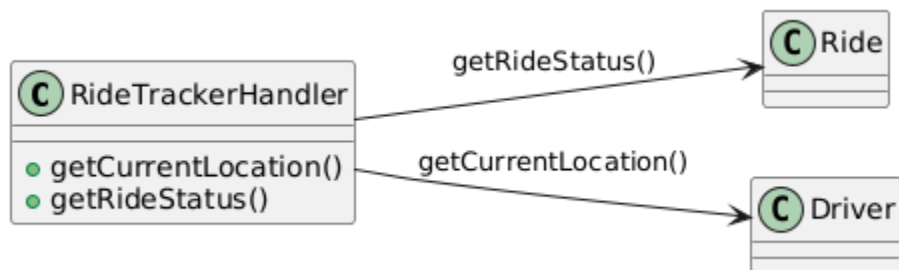 C RideTrackerHandler
getCurrentLocation()
getRideStatus()
getRideStatus()
getCurrentLocation()
C Ride
C Driver